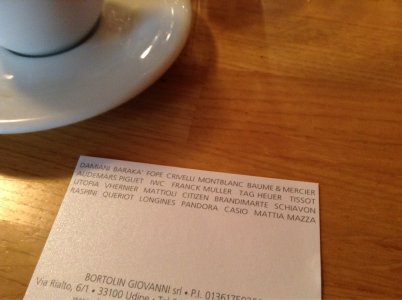 DAMIANI BARAKA' FOPE CRIVELLI MONTBLANC BAUME & MERCIER
AUDEMARS PIGUET IWC FRANCK MULLER TAG HEUER TISSOT
UTOPIA VHERNIER MATTIOLI CITIZEN BRANDIMARTE SCHIAVON
RASPINI QUERIOT LONGINES PANDORA CASIO MATTIA MAZZA
BORTOLIN GIOVANNI srl • P.I.
Via Rialto, 6/1 • 33100 Udine •